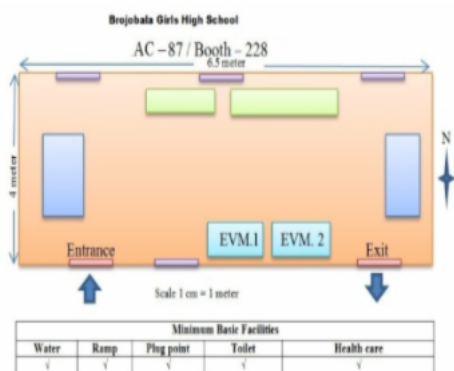 Brojobala Girls High School
AC – 87 / Booth – 228
6.5 meter
4 meter
N
EVM.1
EVM. 2
Entrance
Exit
Scale 1 cm = 1 meter
Minimum Basic Facilities
Water Ramp Plug point Toilet Health care
√ √ √ √ √